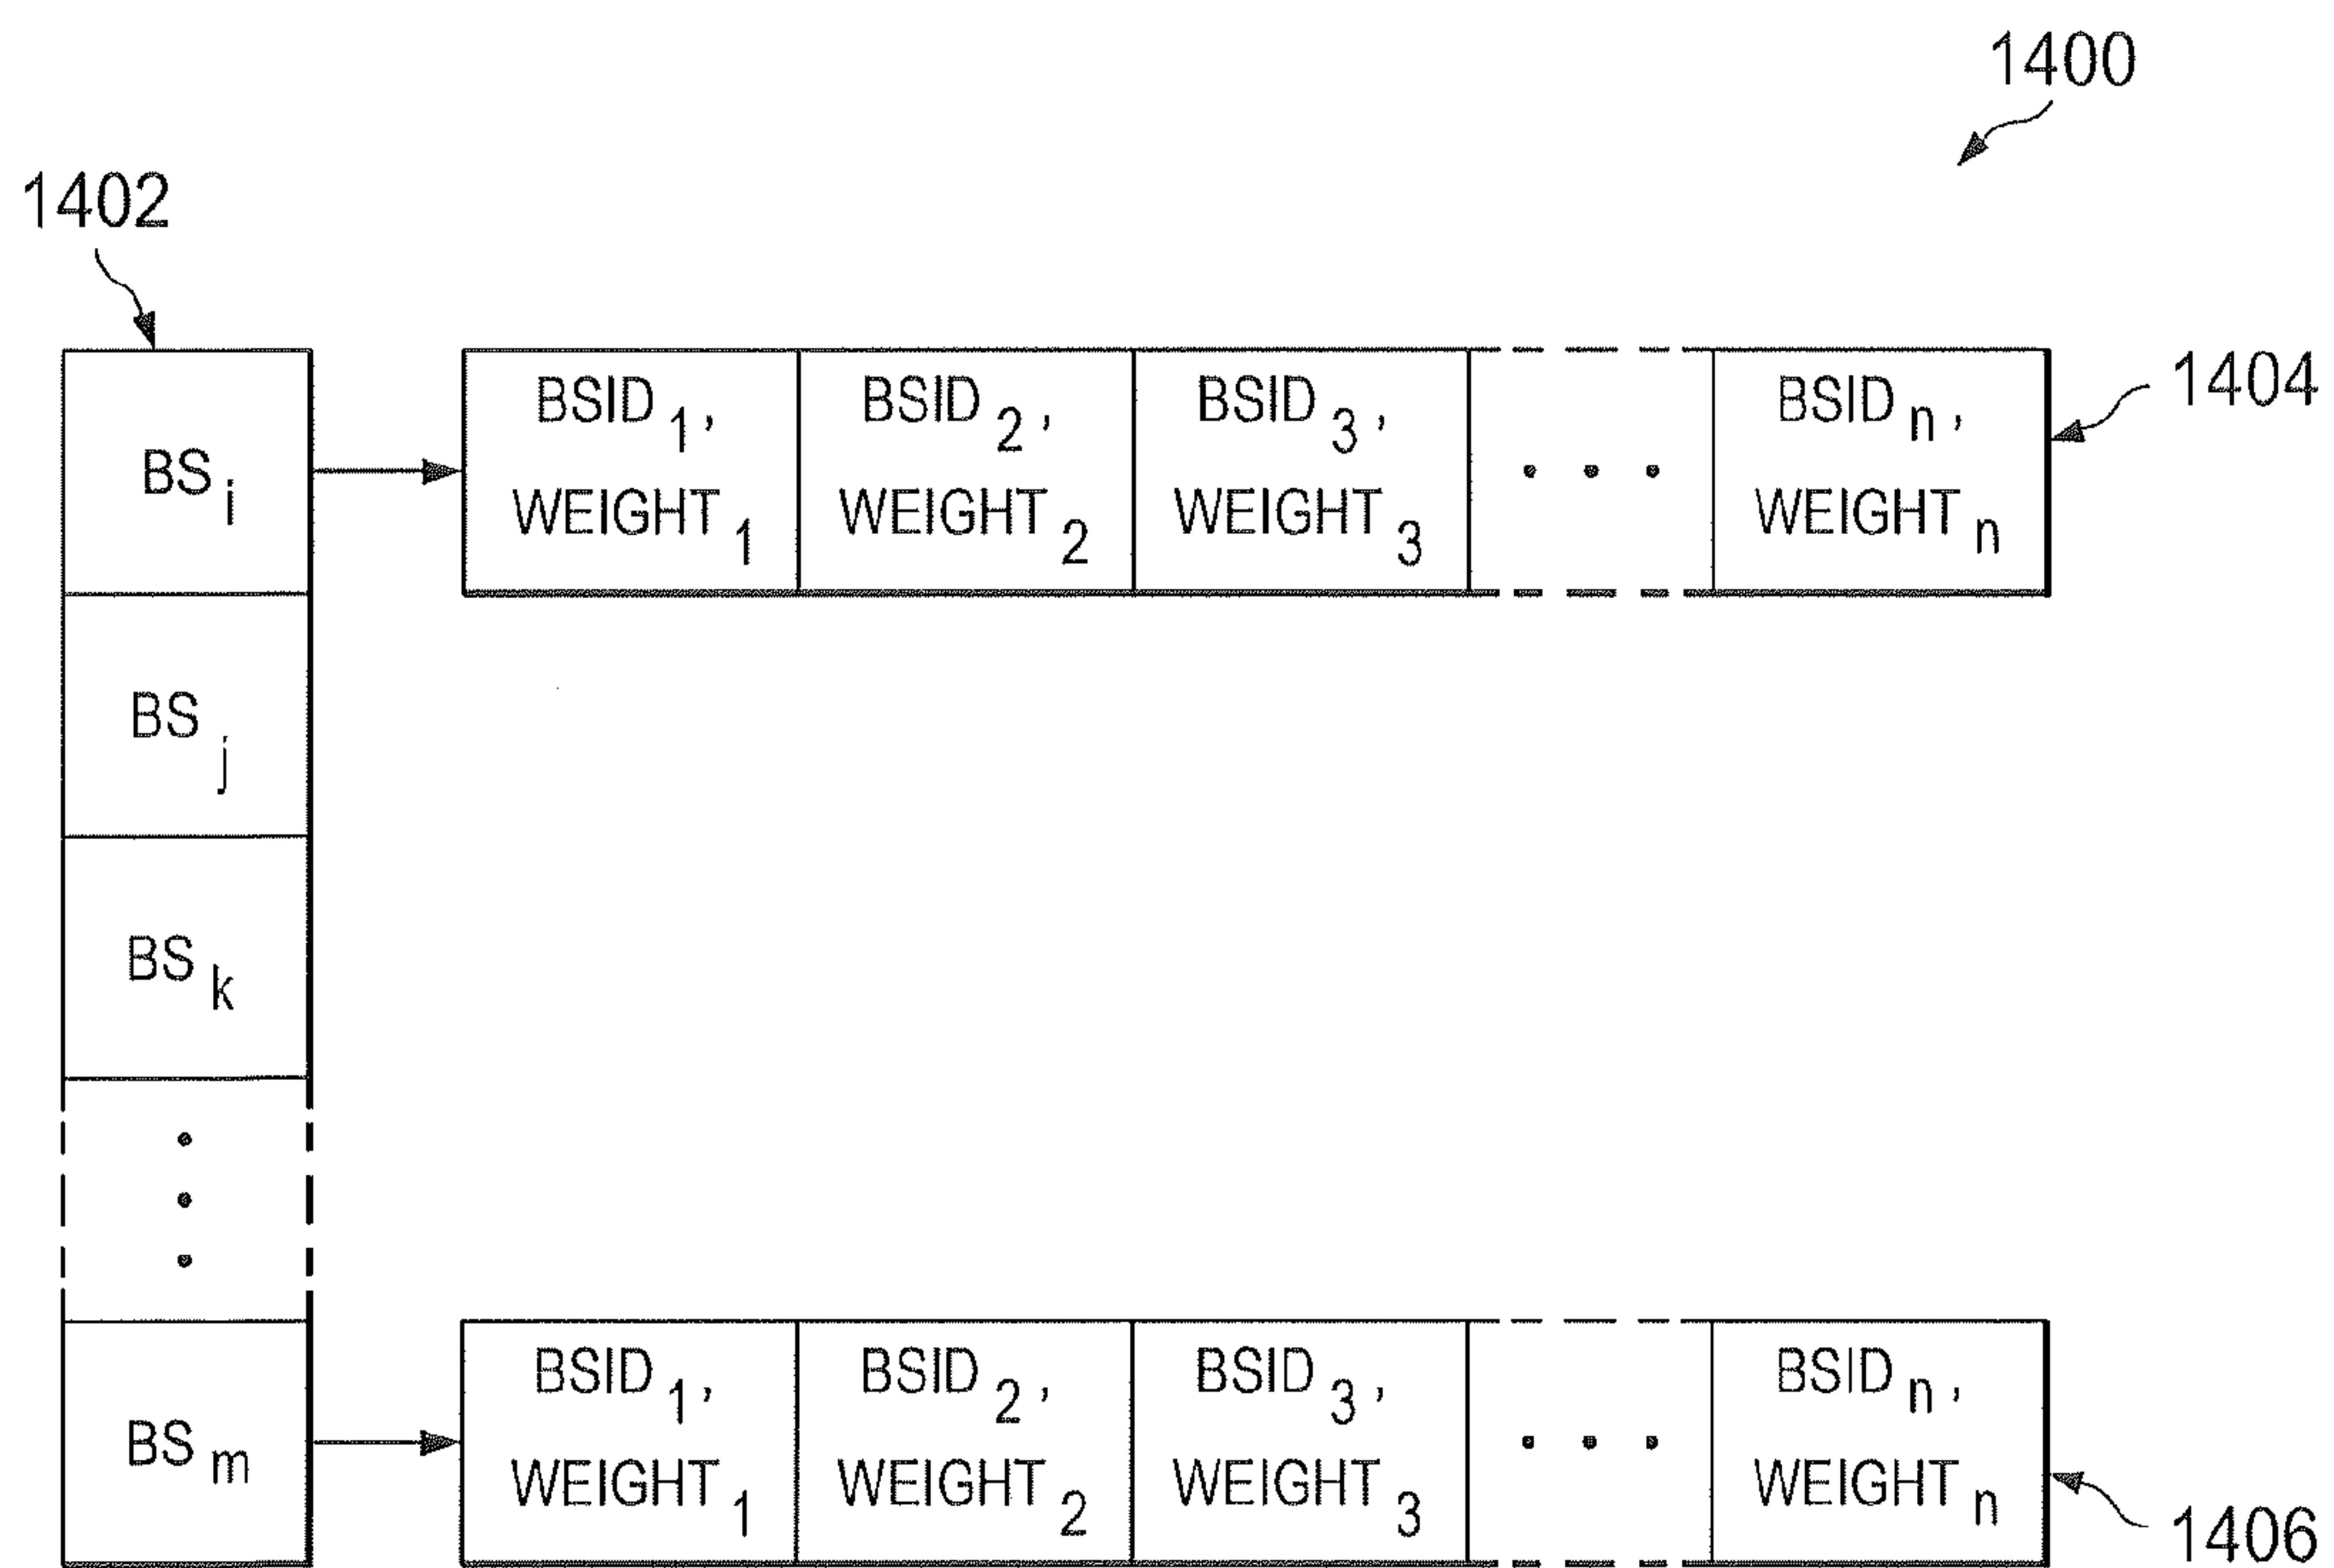 1400
1402
BS i
BSID 1, BSID 2, BSID 3, BSID n,
WEIGHT 1 WEIGHT 2 WEIGHT 3 . . . WEIGHT n
1404
BS j
BS k
.
.
.
BS m
BSID 1, BSID 2, BSID 3, BSID n,
WEIGHT 1 WEIGHT 2 WEIGHT 3 . . . WEIGHT n
1406